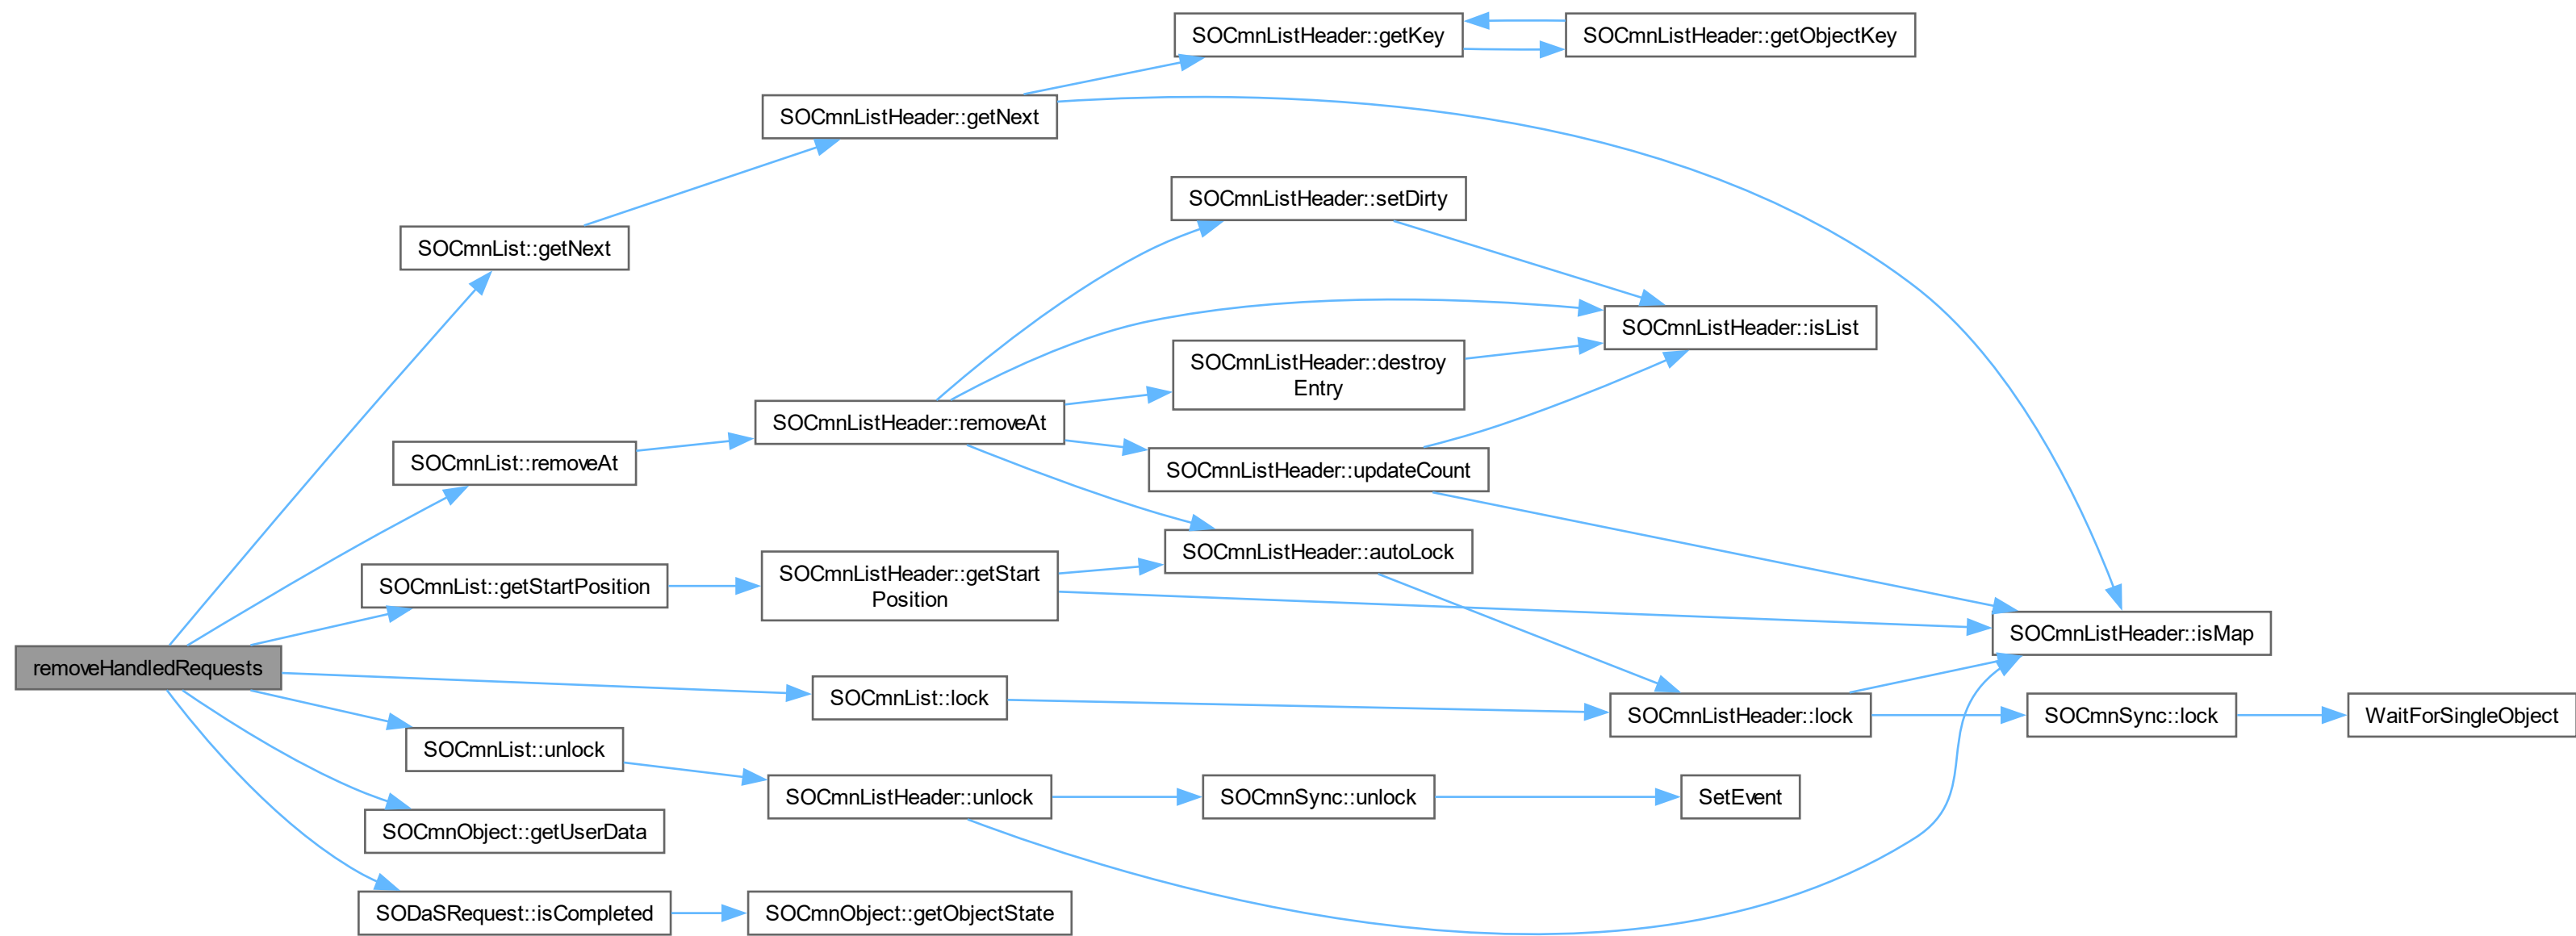 SOCmnListHeader::getKey
SOCmnListHeader::getObjectKey
SOCmnListHeader::getNext
SOCmnListHeader::setDirty
SOCmnList::getNext
SOCmnListHeader::isList
SOCmnListHeader::destroy
Entry
SOCmnListHeader::removeAt
SOCmnList::removeAt
SOCmnListHeader::updateCount
SOCmnListHeader::autoLock
SOCmnList::getStartPosition
SOCmnListHeader::getStart
Position
SOCmnListHeader::isMap
removeHandledRequests
SOCmnList::lock
SOCmnListHeader::lock
SOCmnSync::lock
WaitForSingleObject
SOCmnList::unlock
SOCmnListHeader::unlock
SOCmnSync::unlock
SetEvent
SOCmnObject::getUserData
SODaSRequest::isCompleted
SOCmnObject::getObjectState